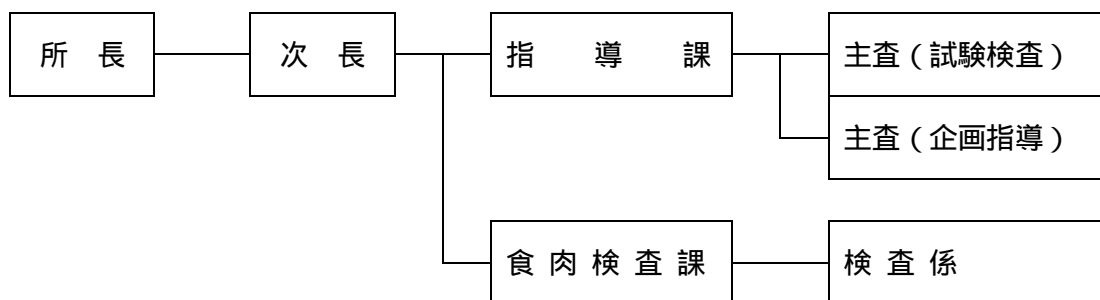 所長 次長 指導課 主査（試験検査）
主査（企画指導）
食肉検査課 検査係